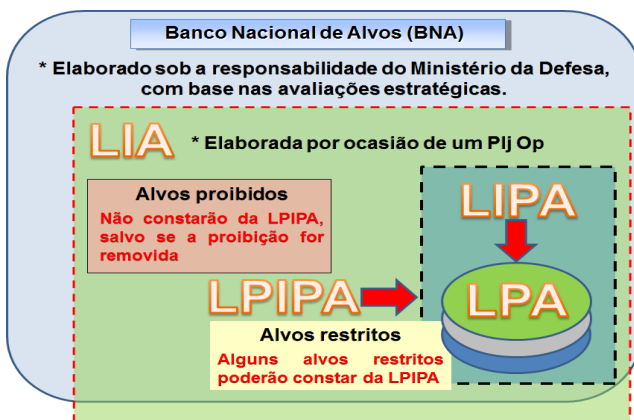 Banco Nacional de Alvos (BNA)
* Elaborado sob a responsabilidade do Ministério da Defesa,
com base nas avaliações estratégicas.
LIA
* Elaborada por ocasião de um Plj Op
Alvos proibidos
Não constarão da LPIPA,
salvo se a proibição for
removida
LIPA
LPIPA
LPA
Alvos restritos
Alguns alvos restritos
poderão constar da LPIPA